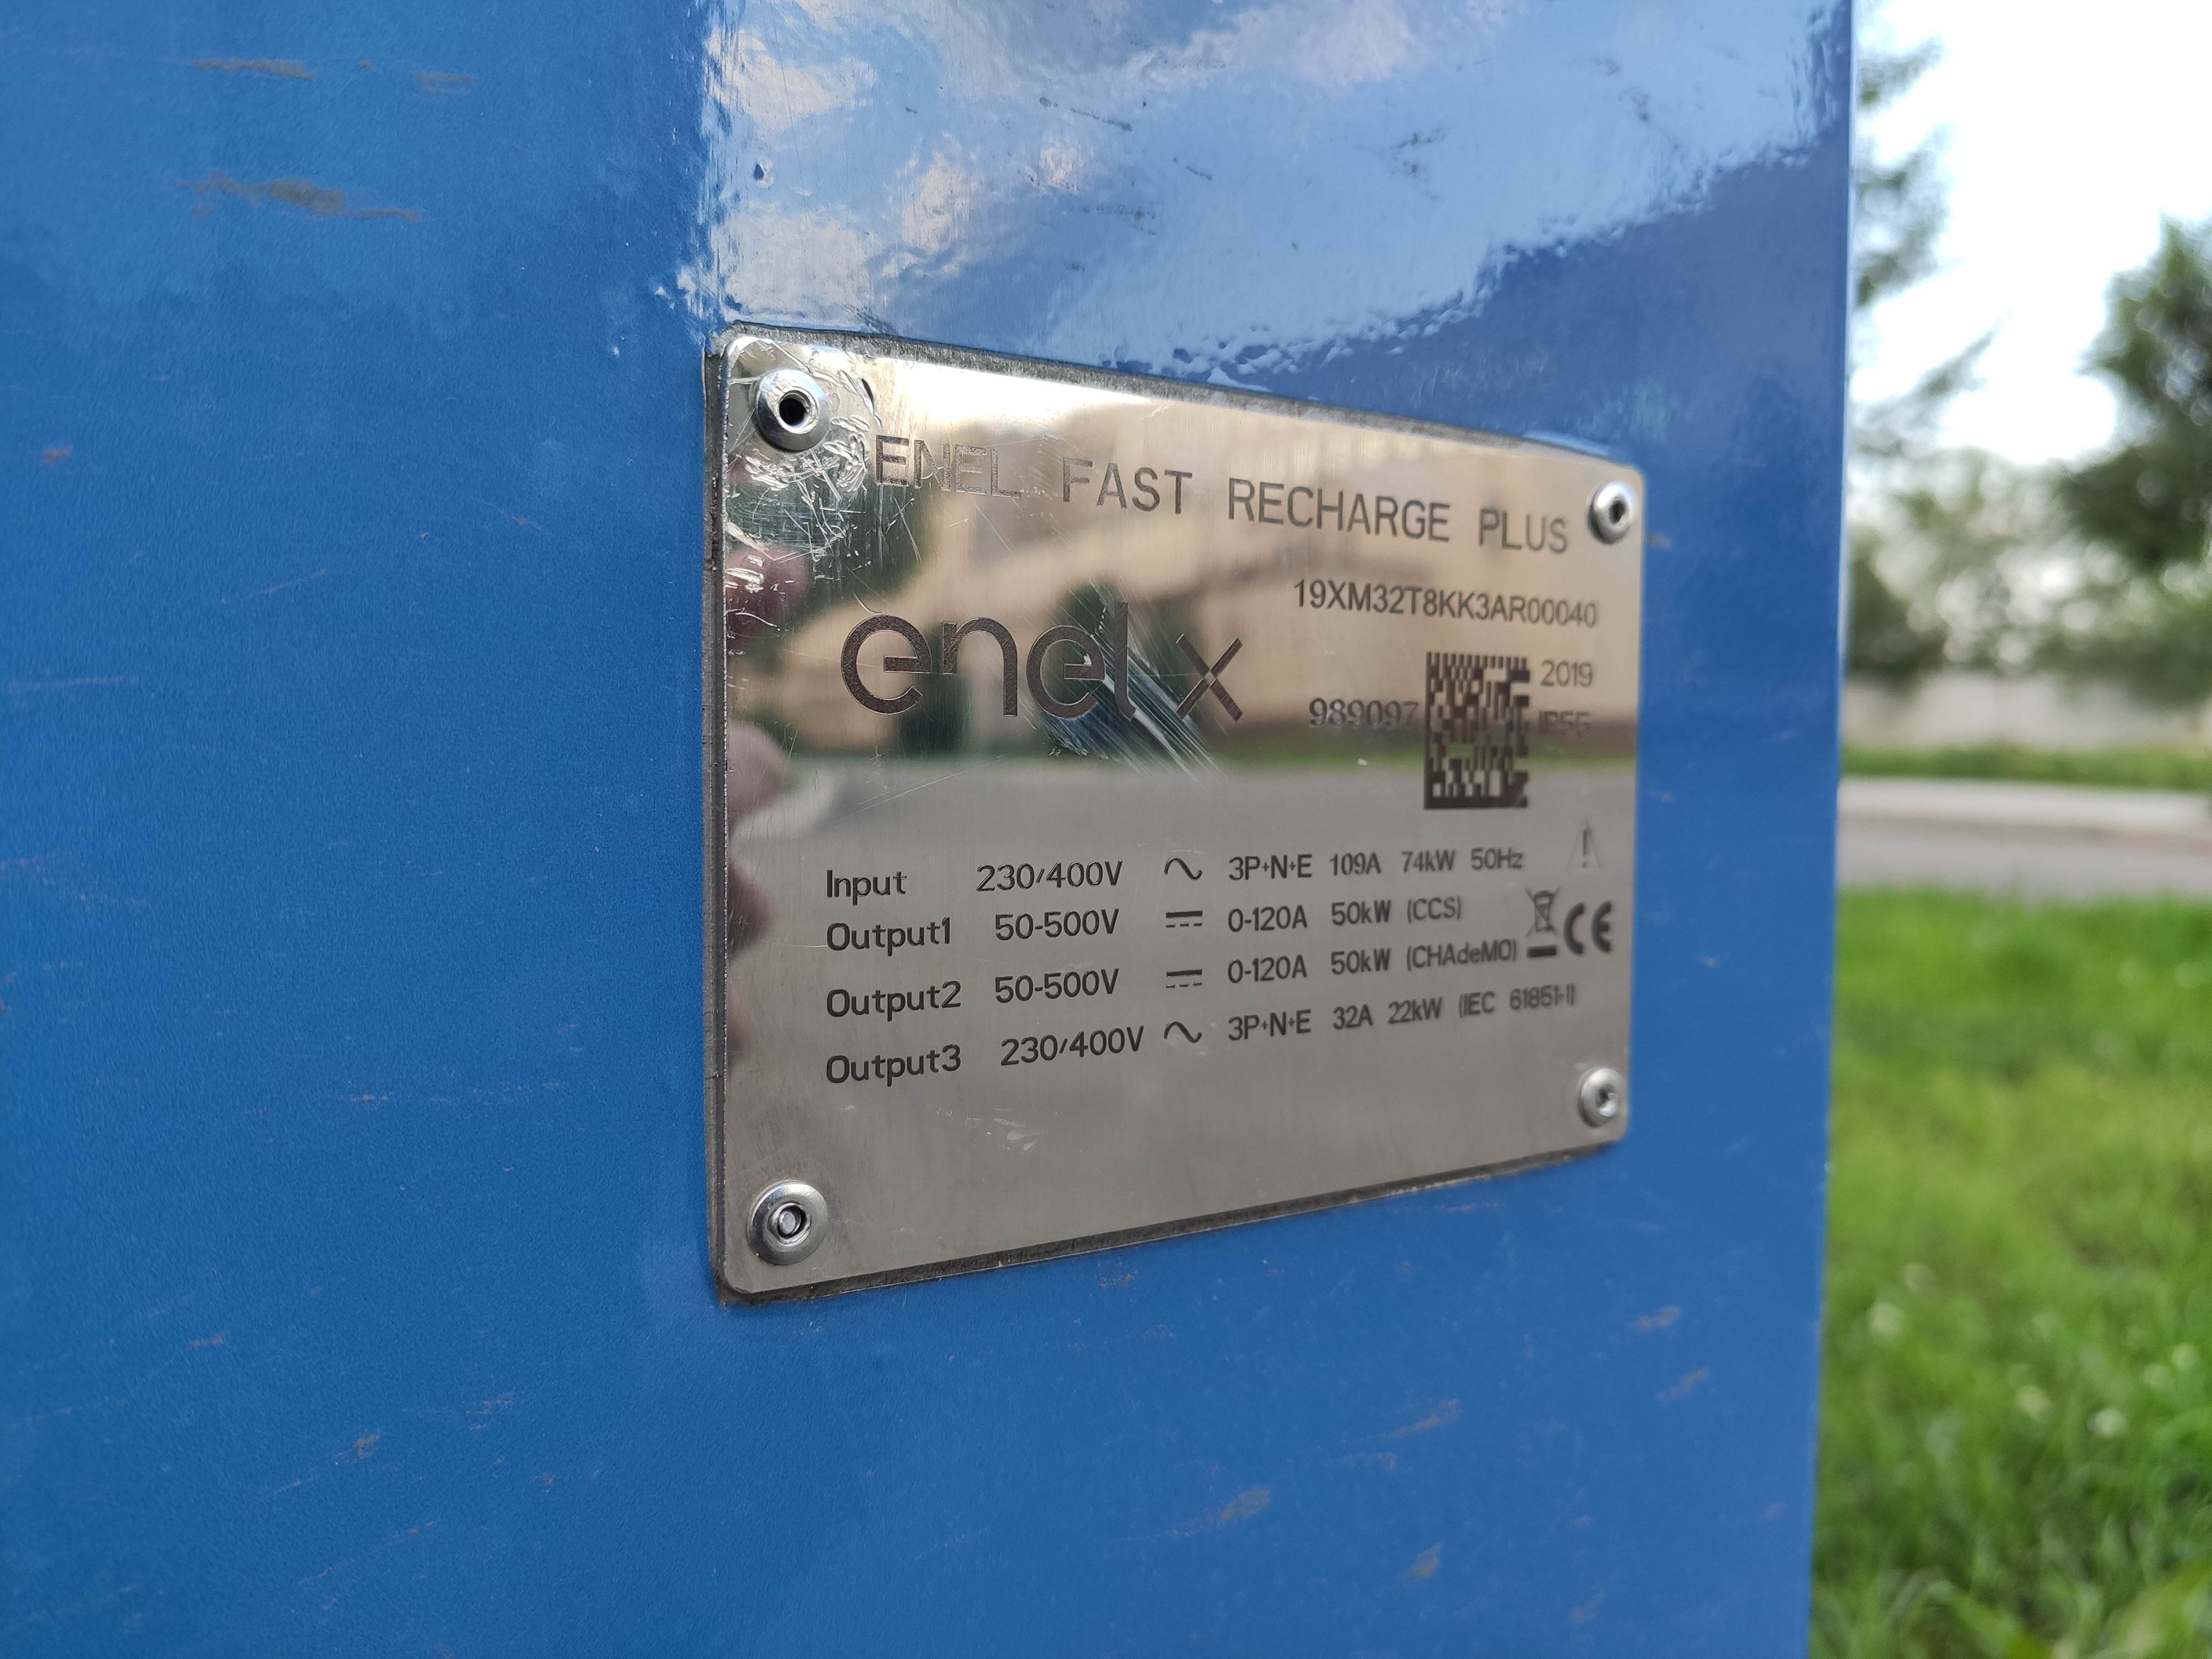 ENEL FAST RECHARGE PLUS
19XM32T8KK3AR00040
enel x
2019
989097
IP55
Input 230/400V 3P+N+E 109A 74kW 50Hz
Output1 50-500V 0-120A 50kW (CCS)
Output2 50-500V 0-120A 50kW (CHAdeMO)
Output3 230/400V 3P+N+E 32A 22kW (IEC 61851-1)
CE